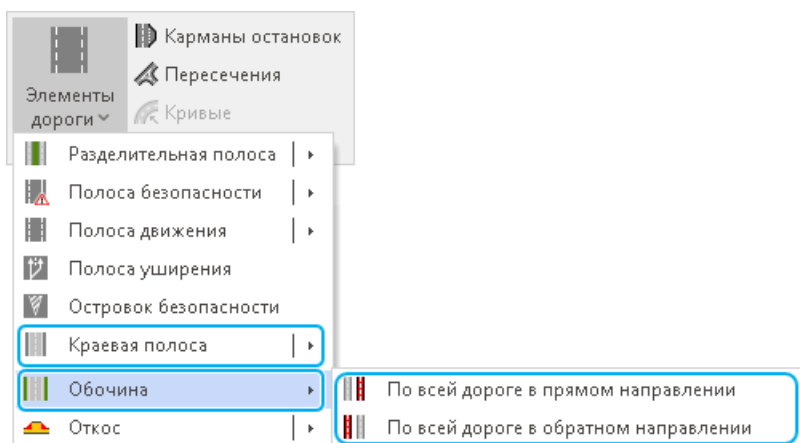 Карманы остановок
Пересечения
Кривые
Элементы
дороги
Разделительная полоса
Полоса безопасности
Полоса движения
Полоса уширения
Островок безопасности
Краевая полоса
Обочина
По всей дороге в прямом направлении
Откос
По всей дороге в обратном направлении